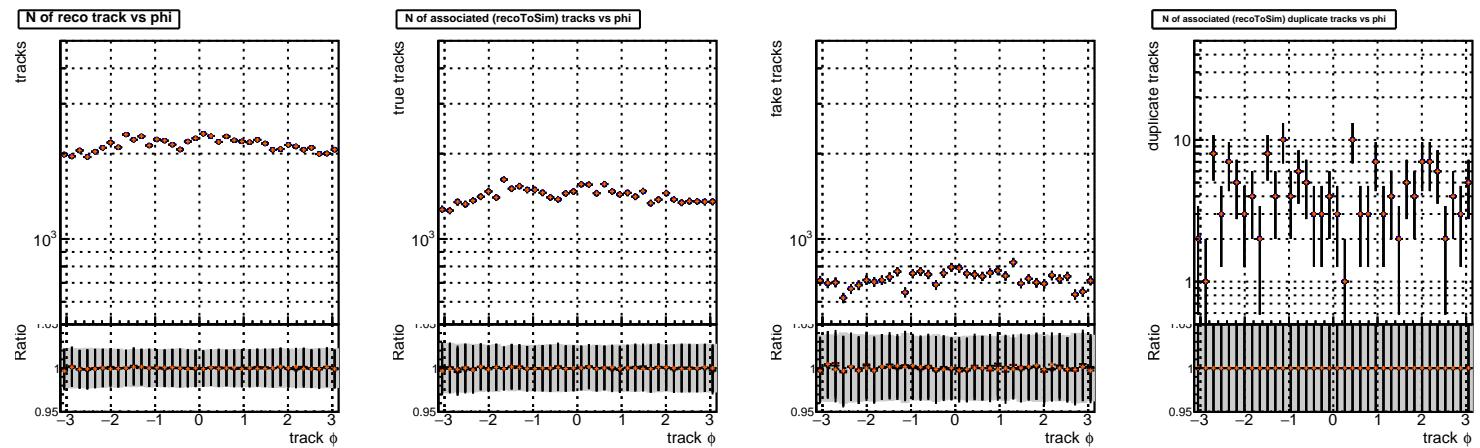 N of reco track vs phi
tracks
10³
Ratio
1
0.95
−3 −2 −1 0 1 2 3
track ϕ
N of associated (recoToSim) tracks vs phi
true tracks
10³
Ratio
1
0.95
−3 −2 −1 0 1 2 3
track ϕ
fake tracks
10³
Ratio
1
0.95
−3 −2 −1 0 1 2 3
track ϕ
N of associated (recoToSim) duplicate tracks vs phi
duplicate tracks
10
1
Ratio
1
0.95
−3 −2 −1 0 1 2 3
track ϕ